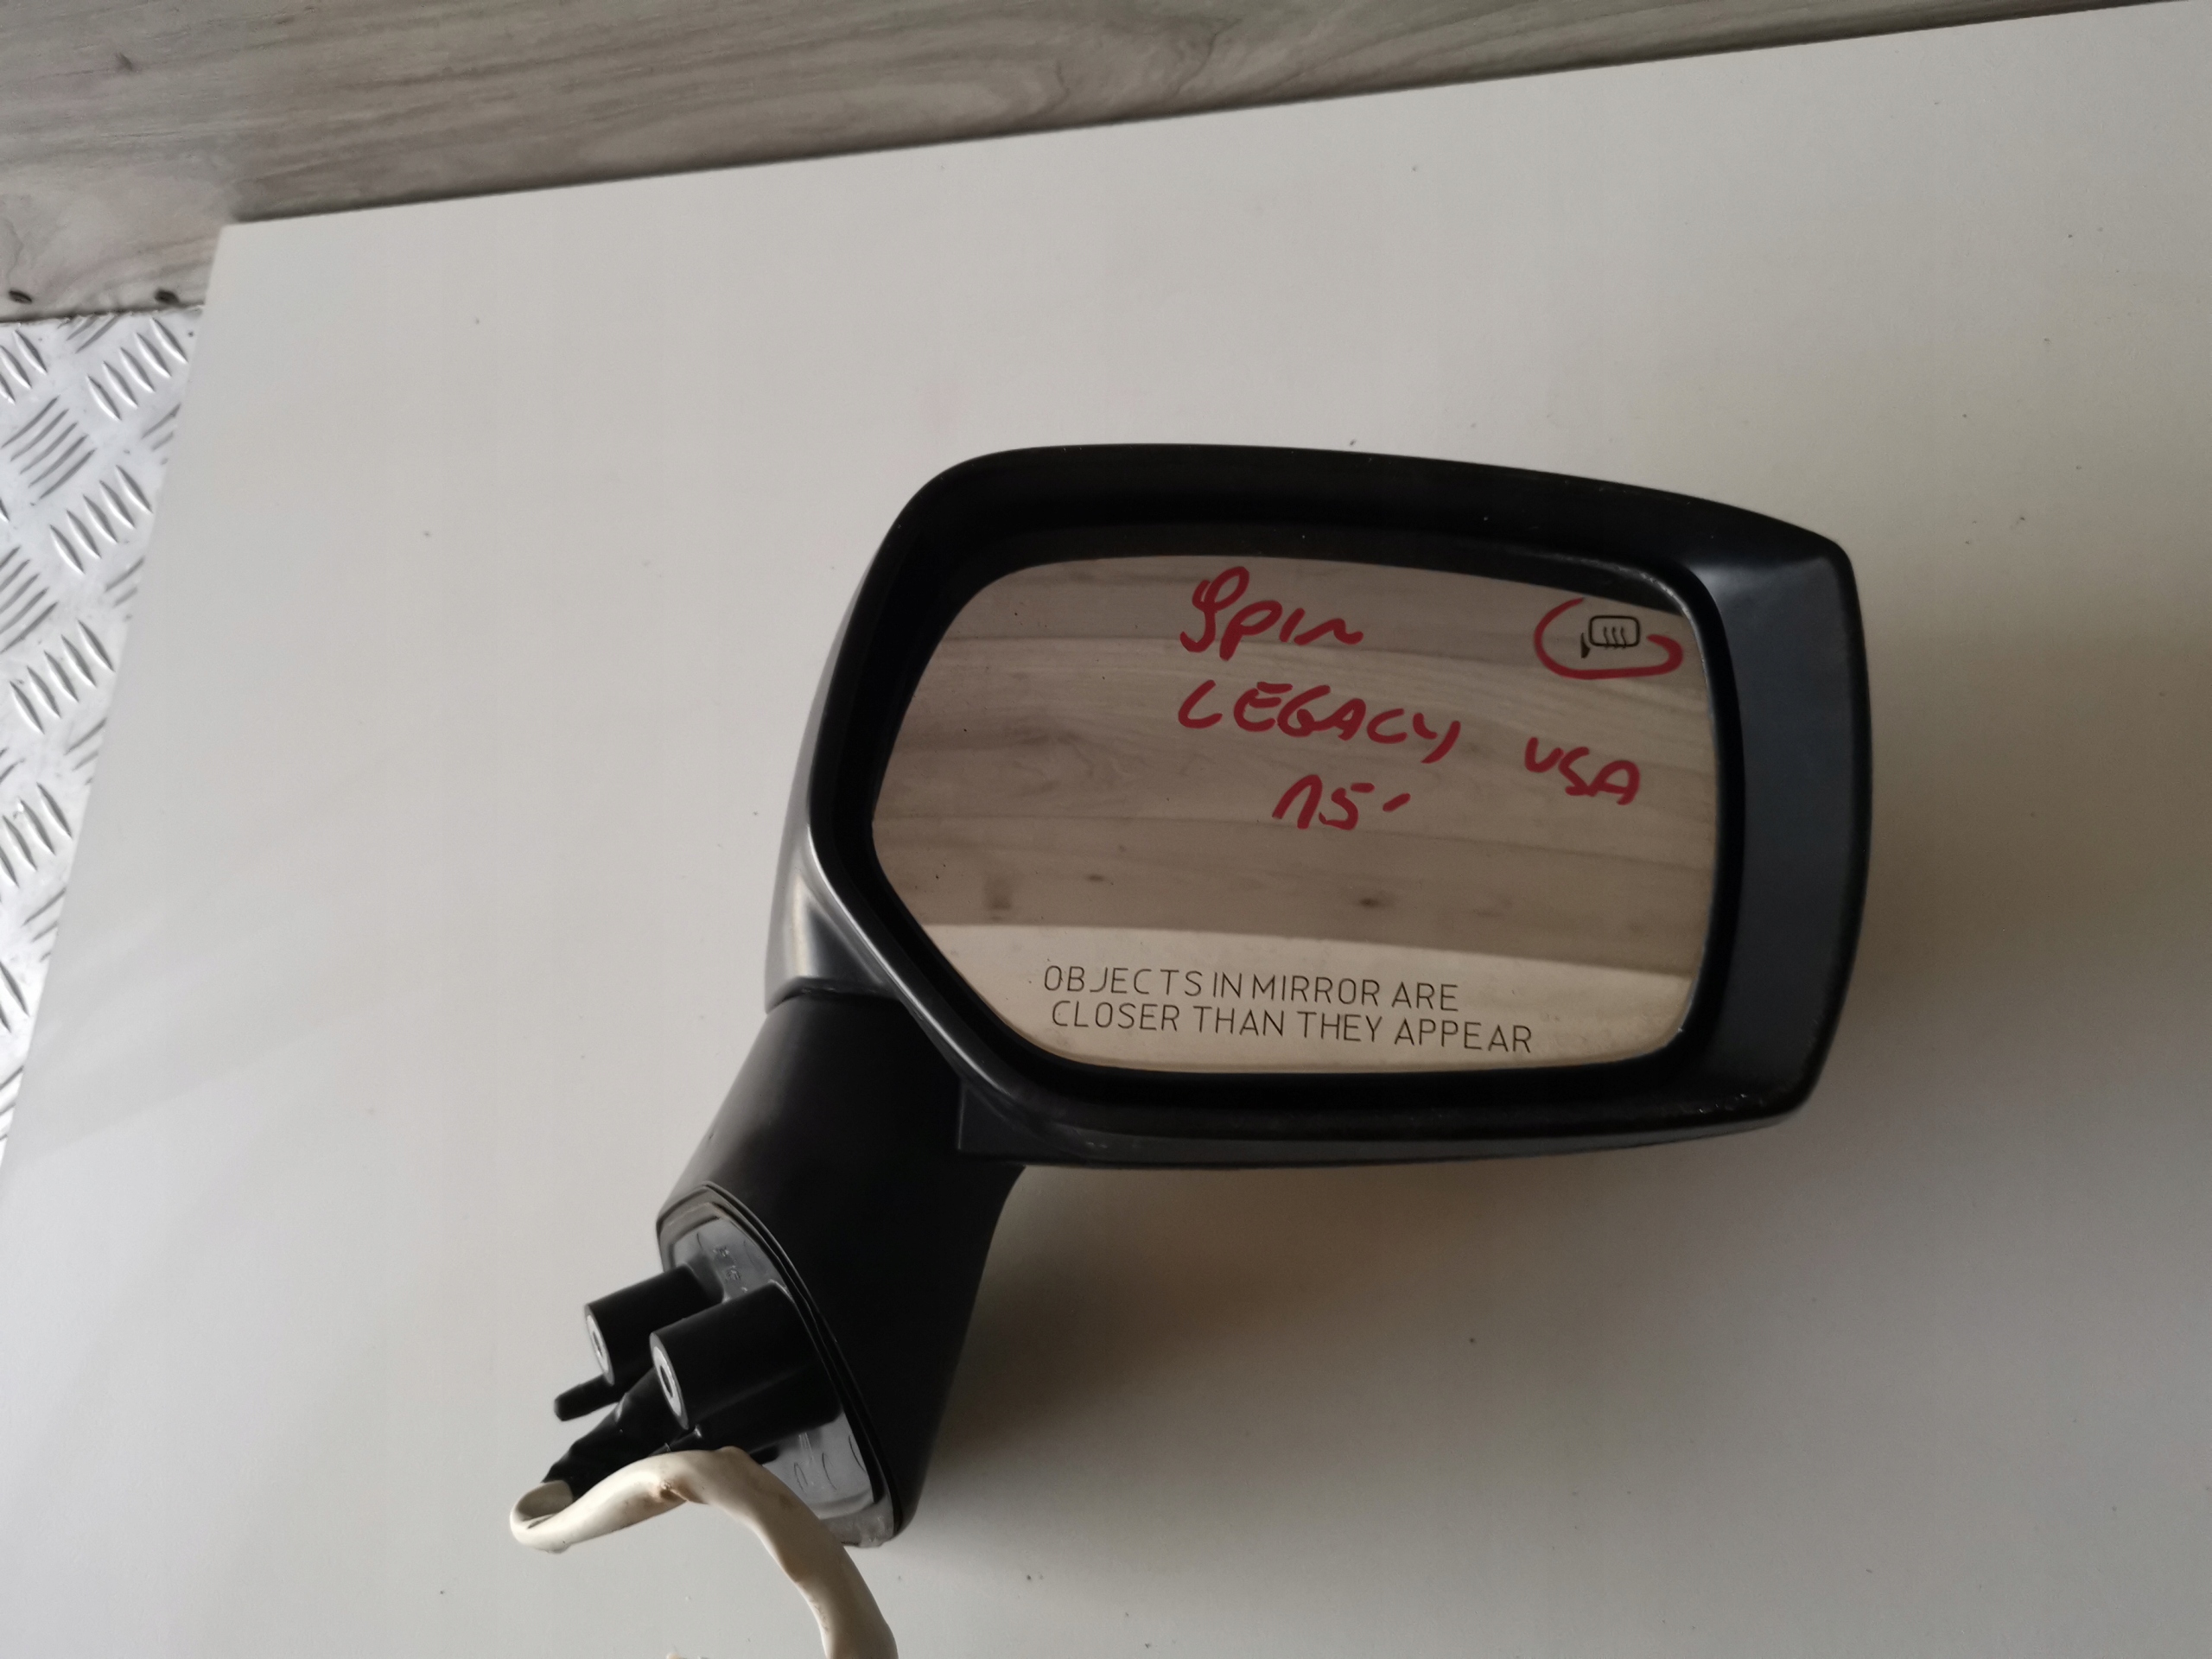 SPIN
LEGACY USA
15'
OBJECTS IN MIRROR ARE
CLOSER THAN THEY APPEAR